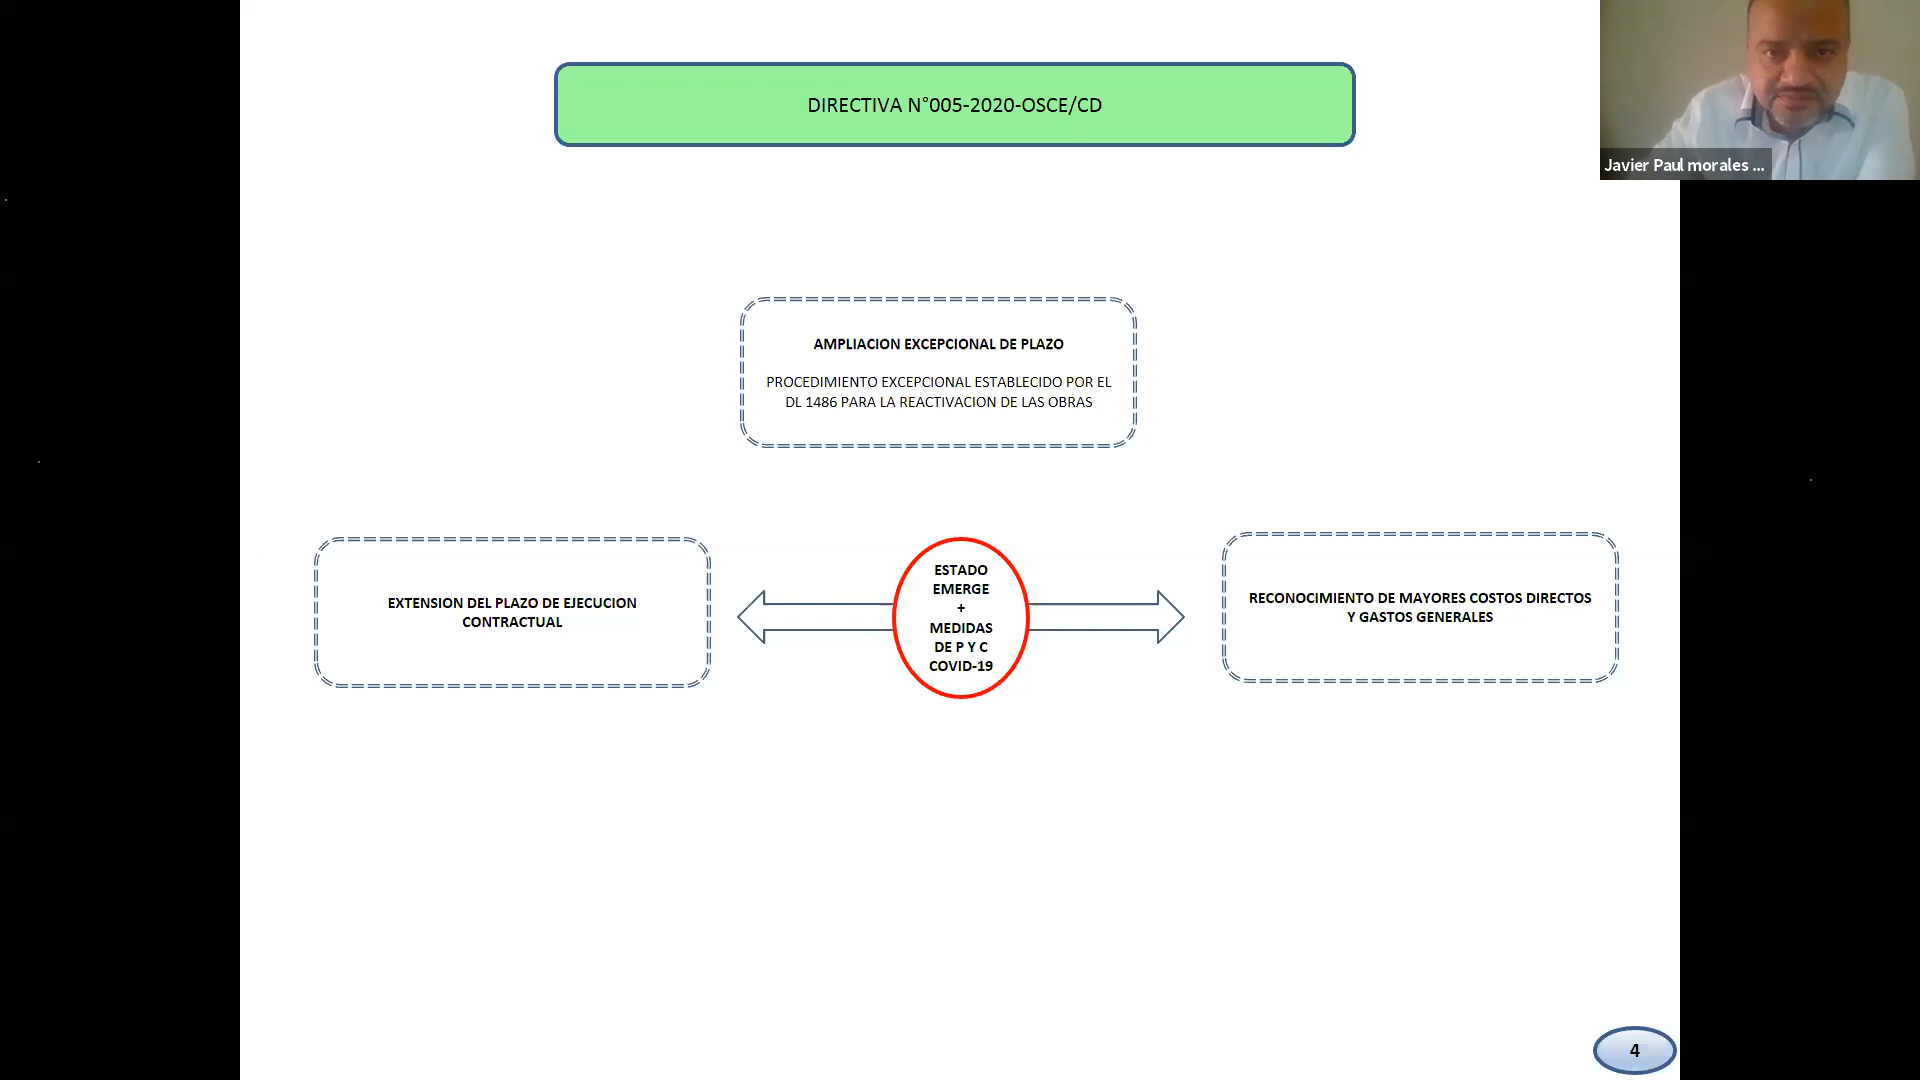 DIRECTIVA N°005-2020-OSCE/CD
Javier Paul morales ...
AMPLIACION EXCEPCIONAL DE PLAZO
PROCEDIMIENTO EXCEPCIONAL ESTABLECIDO POR EL
DL 1486 PARA LA REACTIVACION DE LAS OBRAS
EXTENSION DEL PLAZO DE EJECUCION
CONTRACTUAL
ESTADO
EMERGE
+
MEDIDAS
DE P Y C
COVID-19
RECONOCIMIENTO DE MAYORES COSTOS DIRECTOS
Y GASTOS GENERALES
4